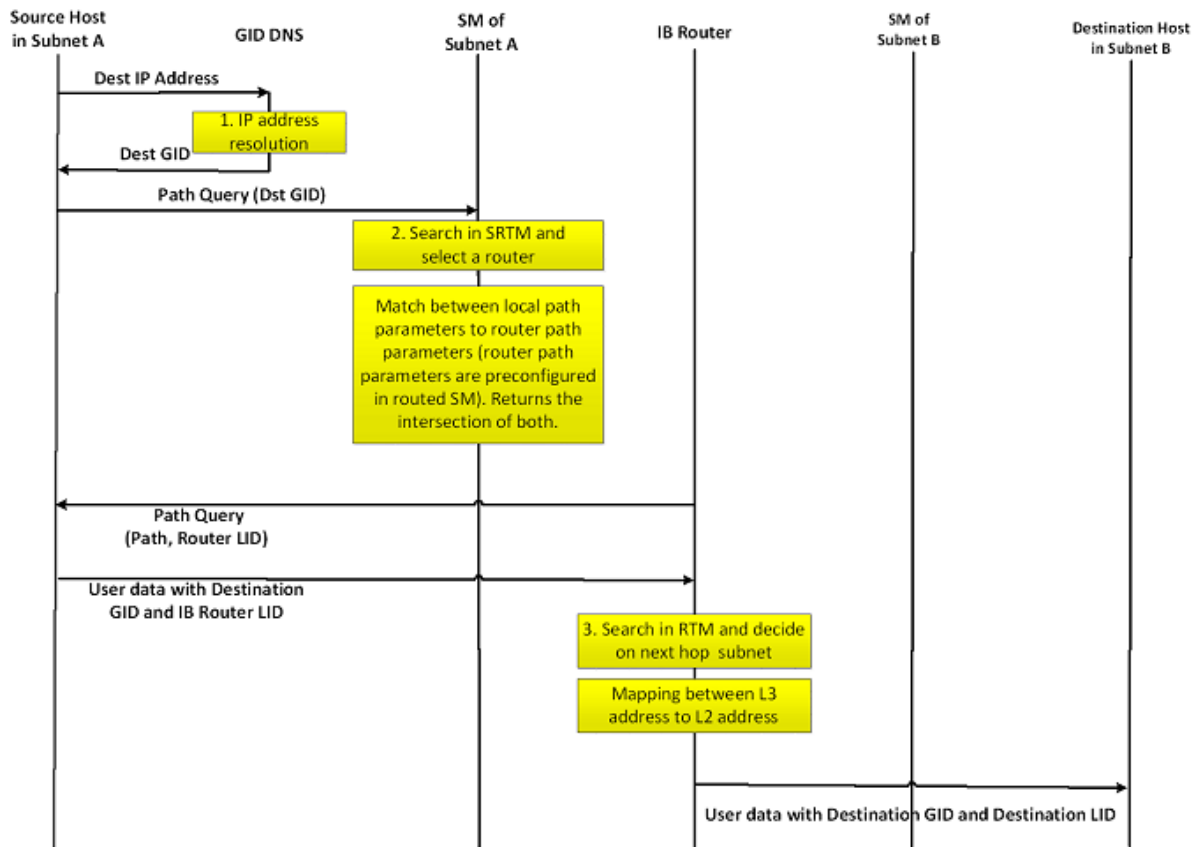 Source Host
in Subnet A
GID DNS
SM of
Subnet A
IB Router
SM of
Subnet B
Destination Host
in Subnet B
Dest IP Address
1. IP address
resolution
Dest GID
Path Query (Dst GID)
2. Search in SRTM and
select a router
Match between local path
parameters to router path
parameters (router path
parameters are preconfigured
in routed SM). Returns the
intersection of both.
Path Query
(Path, Router LID)
User data with Destination
GID and IB Router LID
3. Search in RTM and decide
on next hop subnet
Mapping between L3
address to L2 address
User data with Destination GID and Destination LID